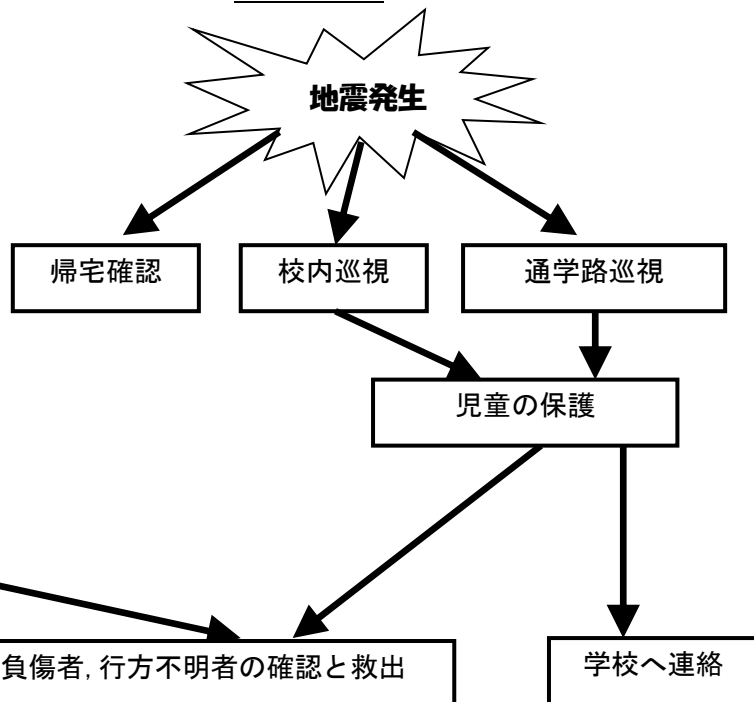 地震発生
帰宅確認
校内巡視
通学路巡視
児童の保護
負傷者,行方不明者の確認と救出
学校へ連絡